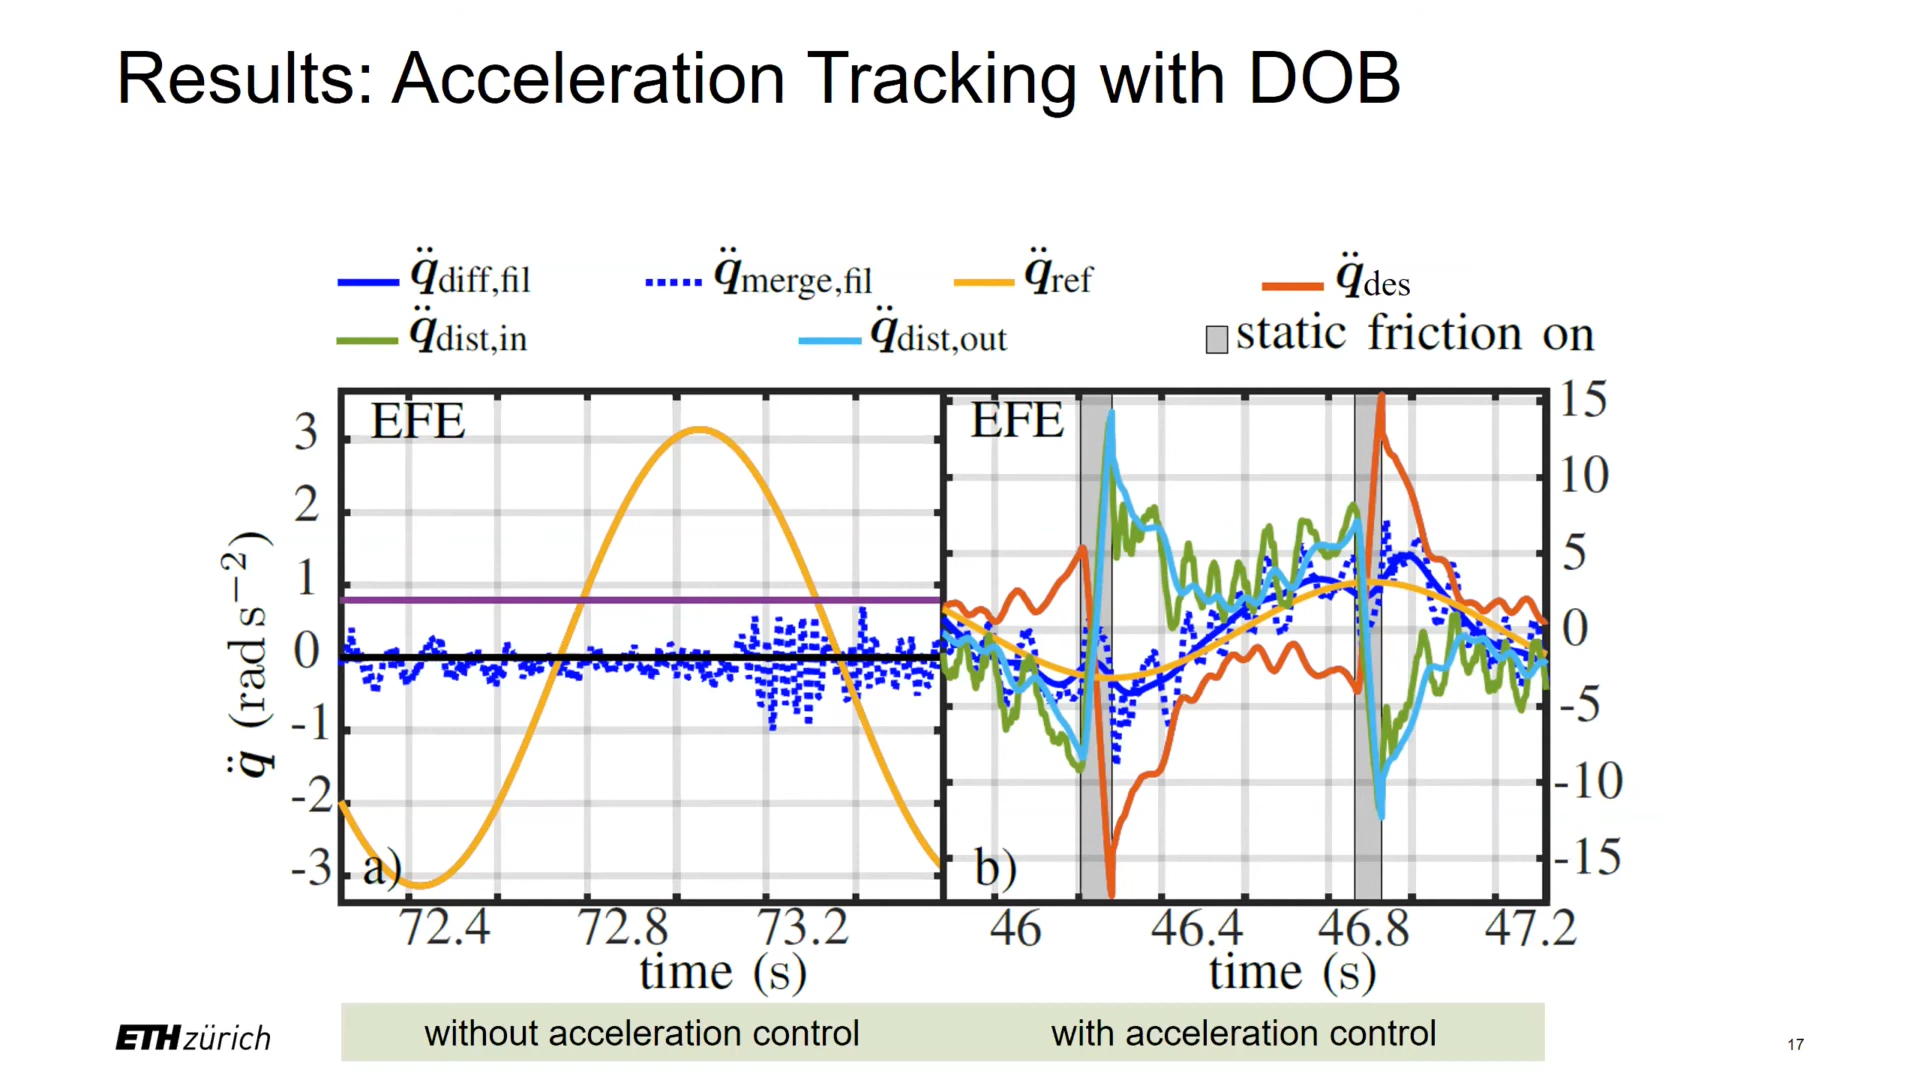 Results: Acceleration Tracking with DOB
q̈diff,fil q̈merge,fil q̈ref q̈des
q̈dist,in q̈dist,out static friction on
EFE EFE
3
2
1
0
-1
-2
-3
q̈ (rad s−2)
15
10
5
0
-5
-10
-15
a) b)
72.4 72.8 73.2 46 46.4 46.8 47.2
time (s) time (s)
without acceleration control with acceleration control
ETH zürich
17